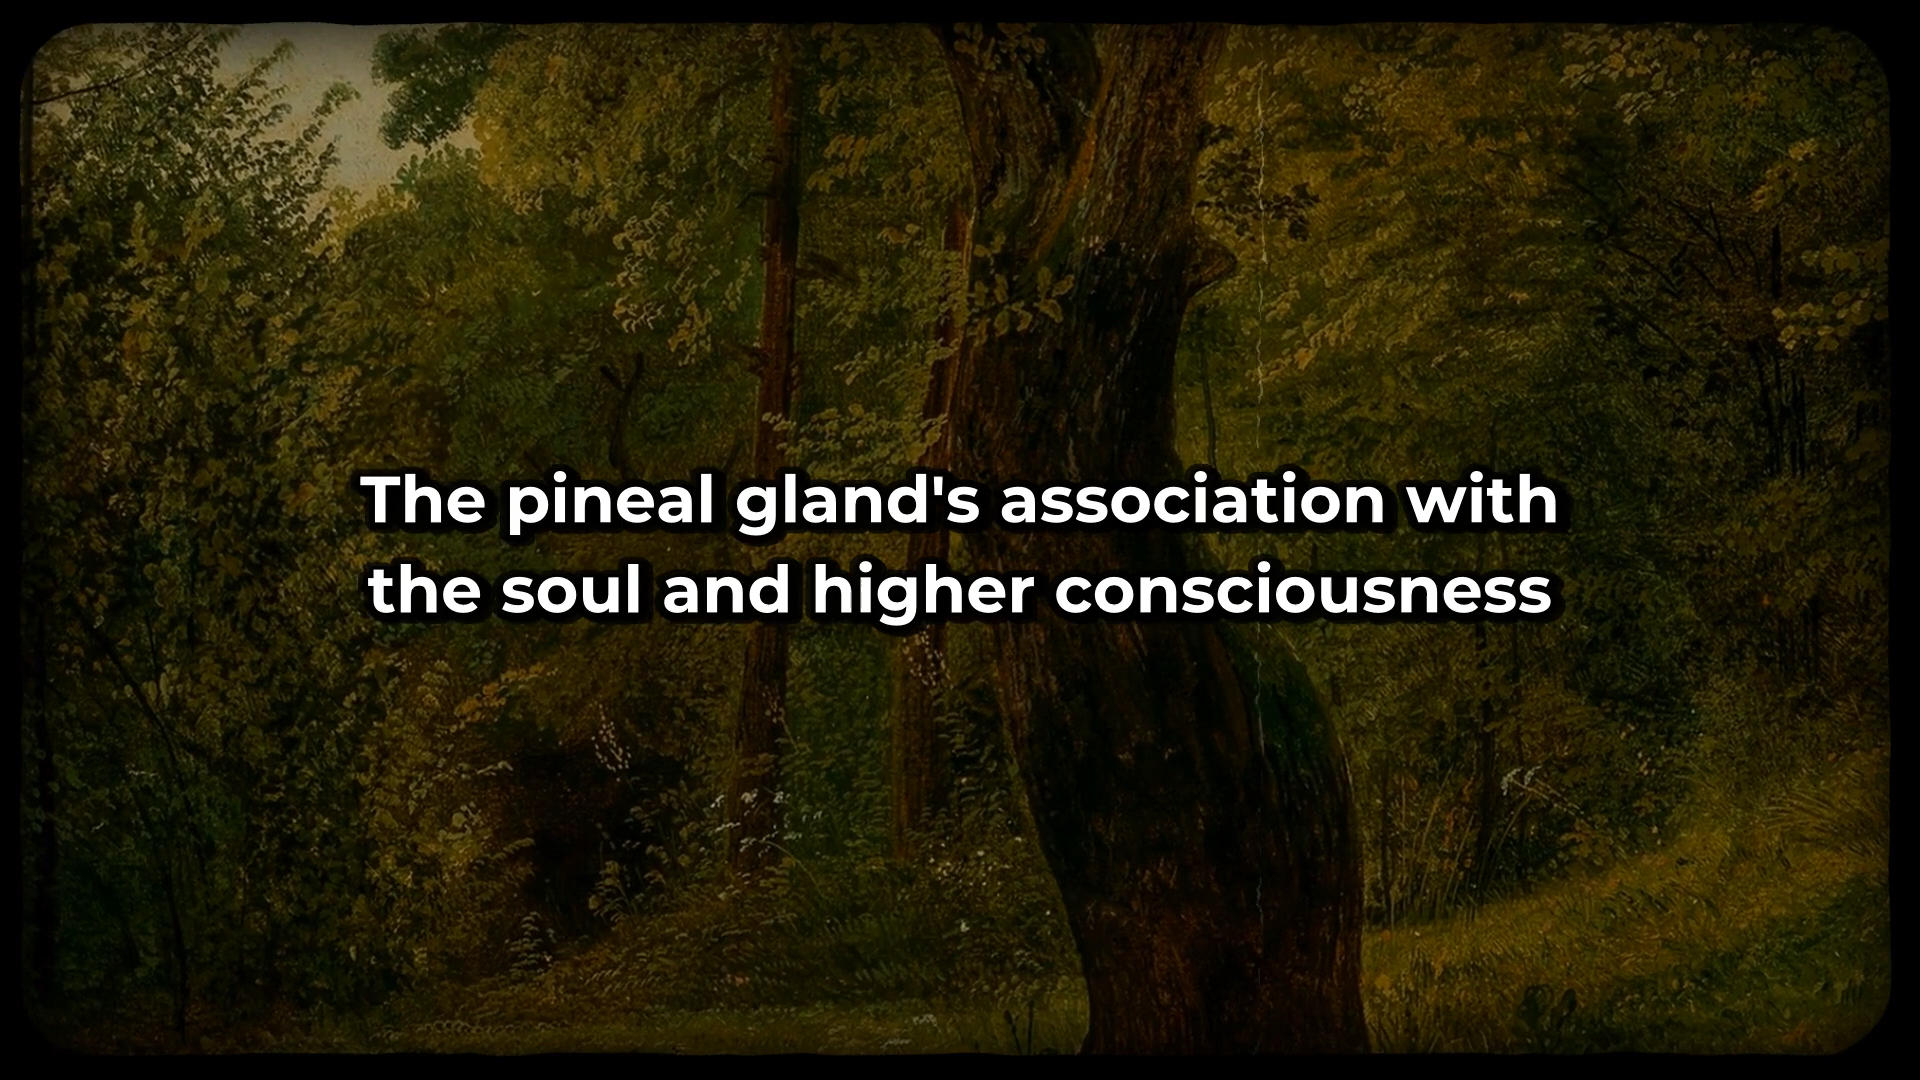 The pineal gland's association with
the soul and higher consciousness